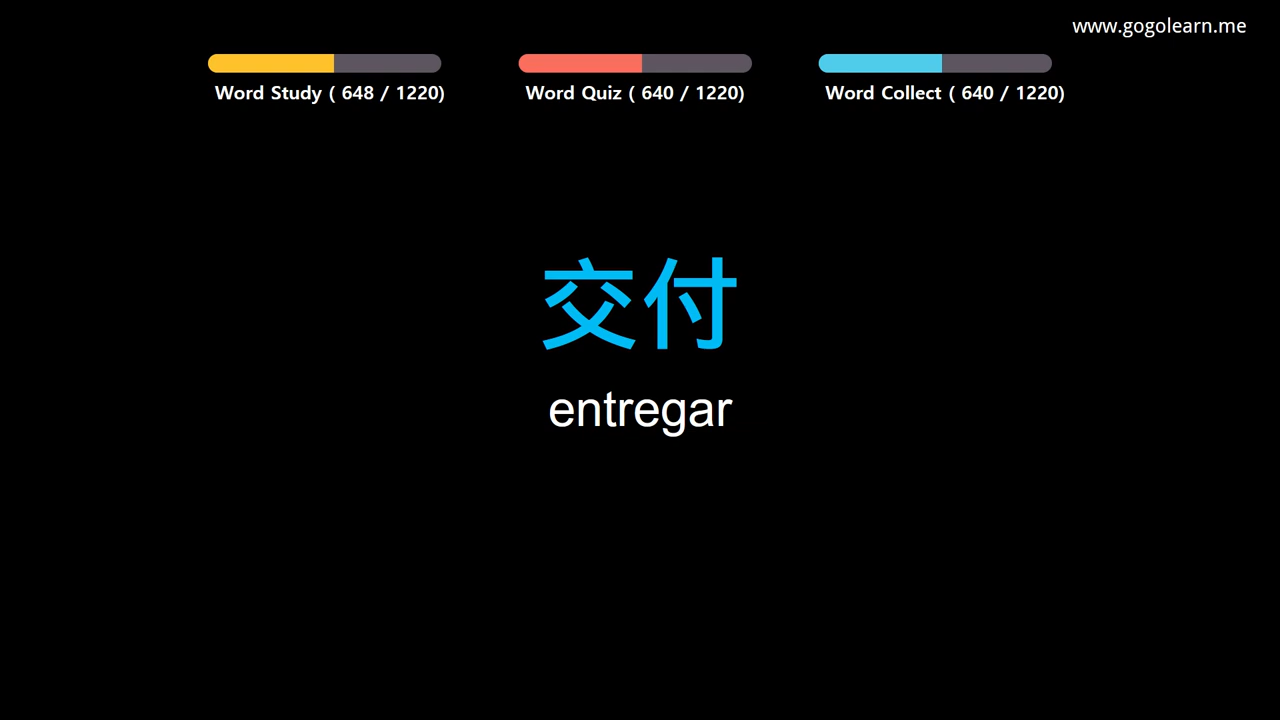 www.gogolearn.me
Word Study ( 648 / 1220)
Word Quiz ( 640 / 1220)
Word Collect ( 640 / 1220)
交付
entregar